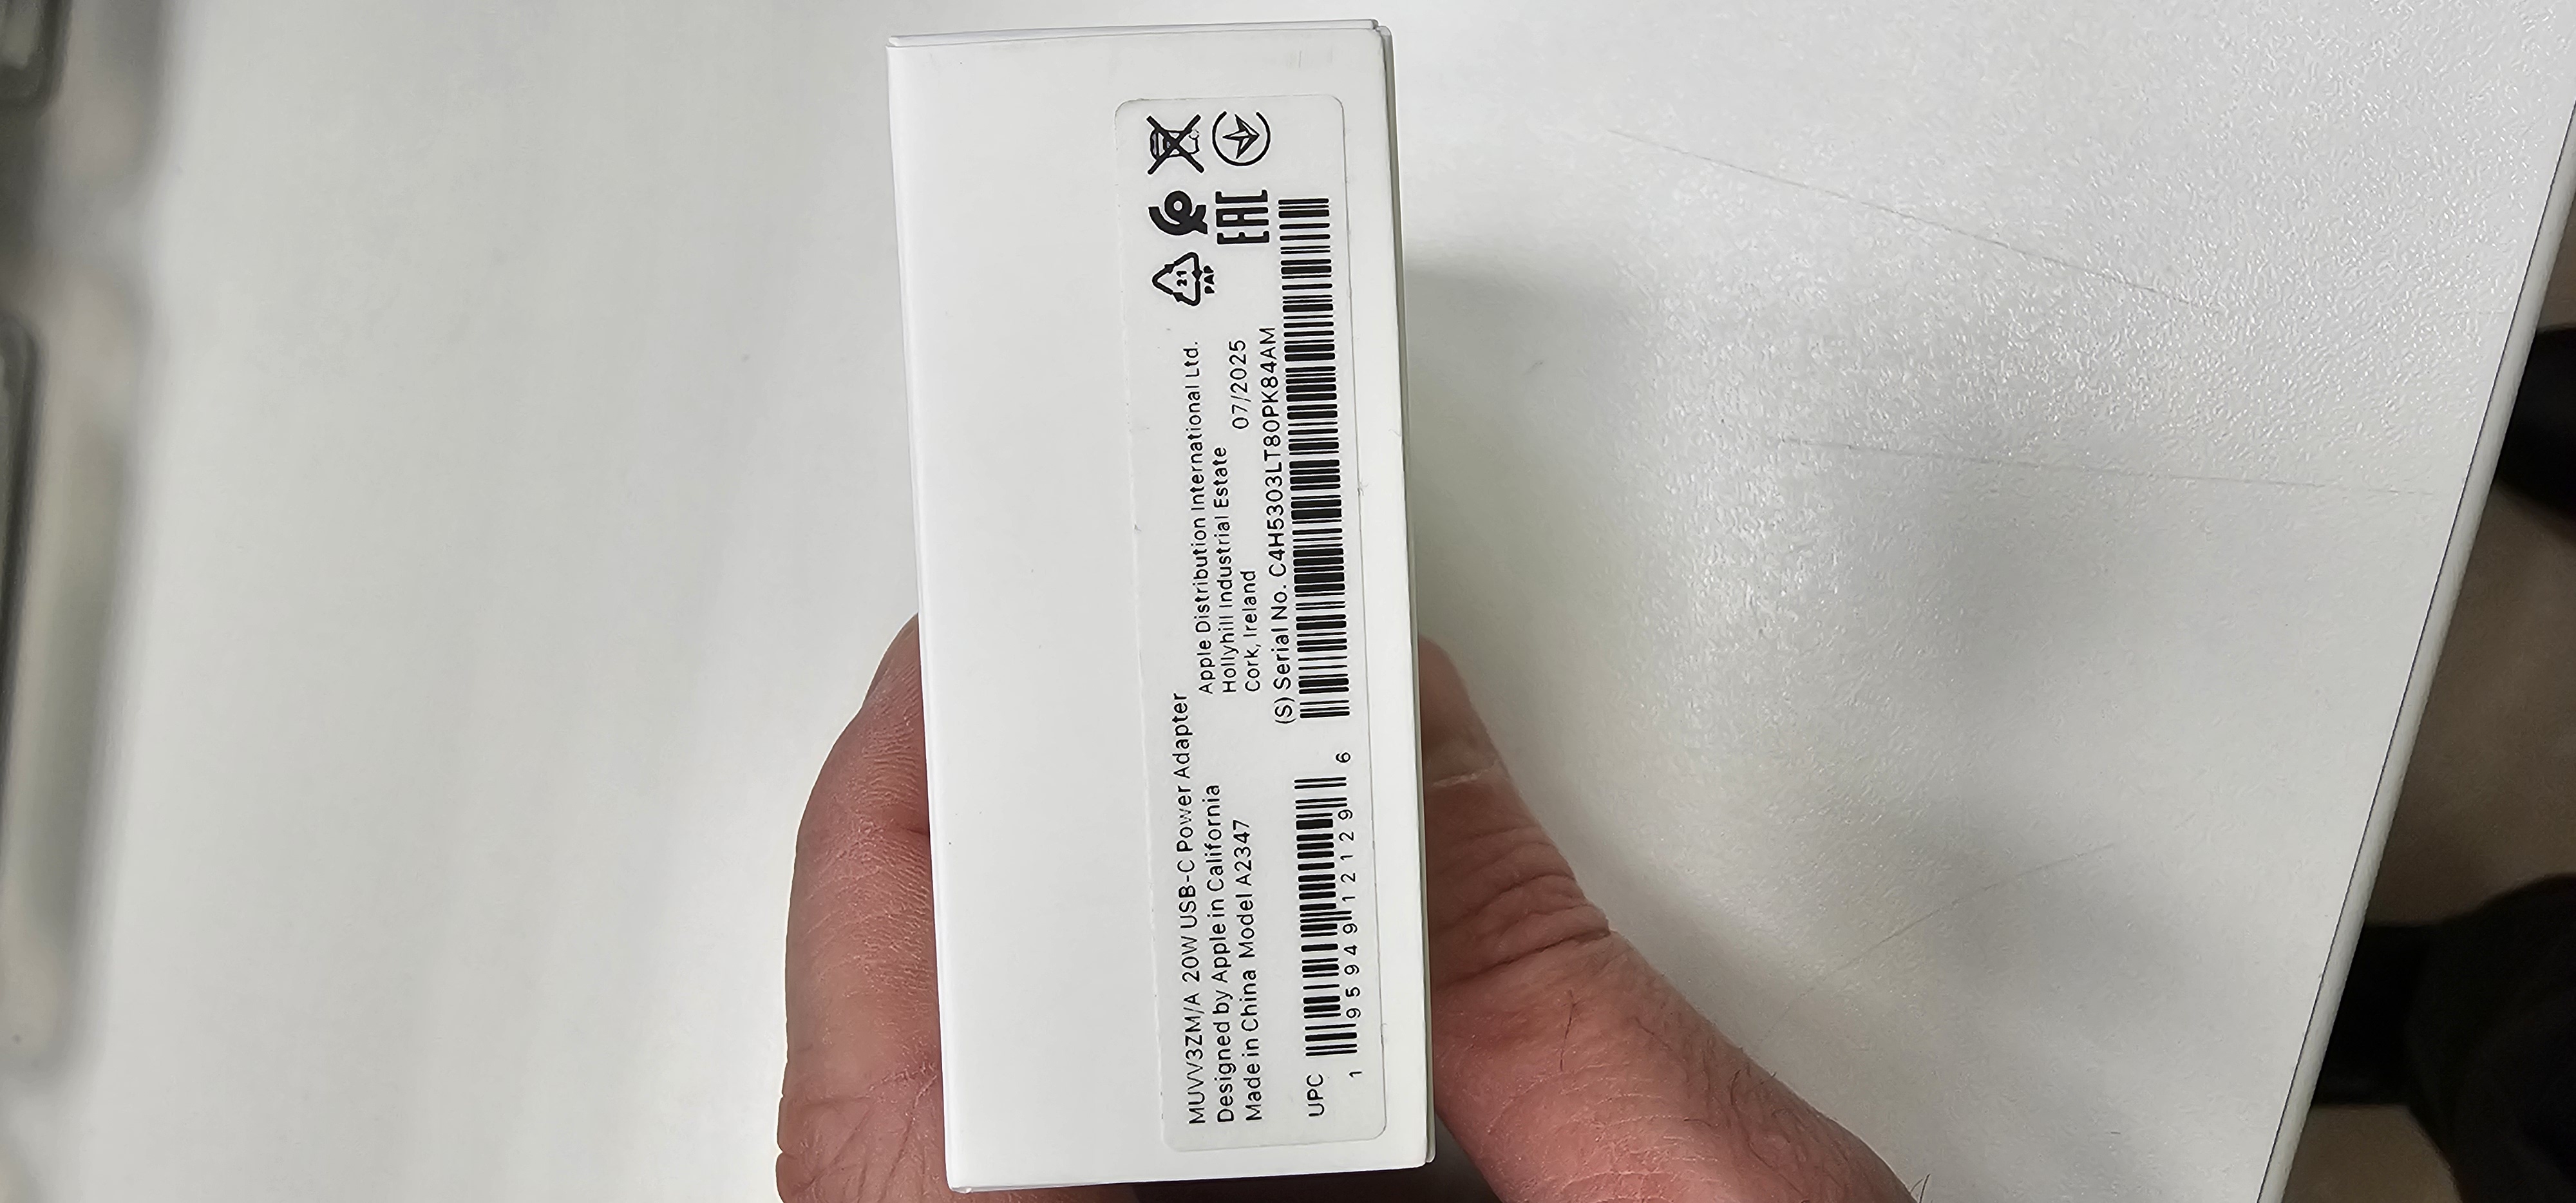 MUVV3ZM/A 20W USB-C Power Adapter
Designed by Apple in California
Made in China Model A2347
Apple Distribution International Ltd.
Hollyhill Industrial Estate
Cork, Ireland 07/2025
21
PAP
EAC
UPC
1 95949 12129 6
(S) Serial No. C4H5303LT80PK84AM